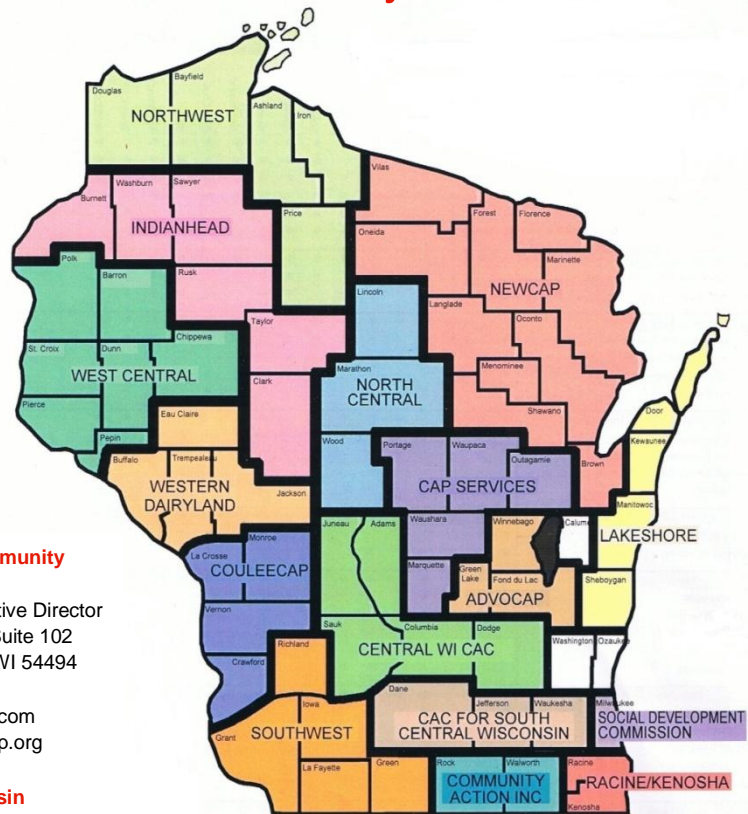 Douglas
Bayfield
Ashland
Iron
NORTHWEST
Vilas
Washburn
Sawyer
Burnett
Price
Forest
Florence
INDIANHEAD
Oneida
Marinette
Polk
Barron
Rusk
Lincoln
NEWCAP
Langlade
Oconto
Taylor
Chippewa
St. Croix
Dunn
WEST CENTRAL
Marathon
Menominee
NORTH
CENTRAL
Clark
Pierce
Shawano
Door
Eau Claire
Pepin
Wood
Portage
Waupaca
Kewaunee
Buffalo
Trempealeau
Outagamie
Brown
WESTERN
DAIRYLAND
CAP SERVICES
Jackson
Manitowoc
Juneau
Adams
Waushara
Winnebago
Calume
LAKESHORE
Monroe
La Crosse
COULEECAP
Marquette
Green
Lake
Fond du Lac
Sheboygan
ADVOCAP
Vernon
Sauk
Columbia
Dodge
Washington
Ozaukee
CENTRAL WI CAC
Richland
Crawford
Dane
Jefferson
Waukesha
Iowa
CAC FOR SOUTH
CENTRAL WISCONSIN
SOCIAL DEVELOPMENT
COMMISSION
Grant
SOUTHWEST
La Fayette
Green
Rock
Walworth
Racine
COMMUNITY
ACTION INC
RACINE/KENOSHA
Kenosha
munity
tive Director
uite 102
WI 54494
com
p.org
sin